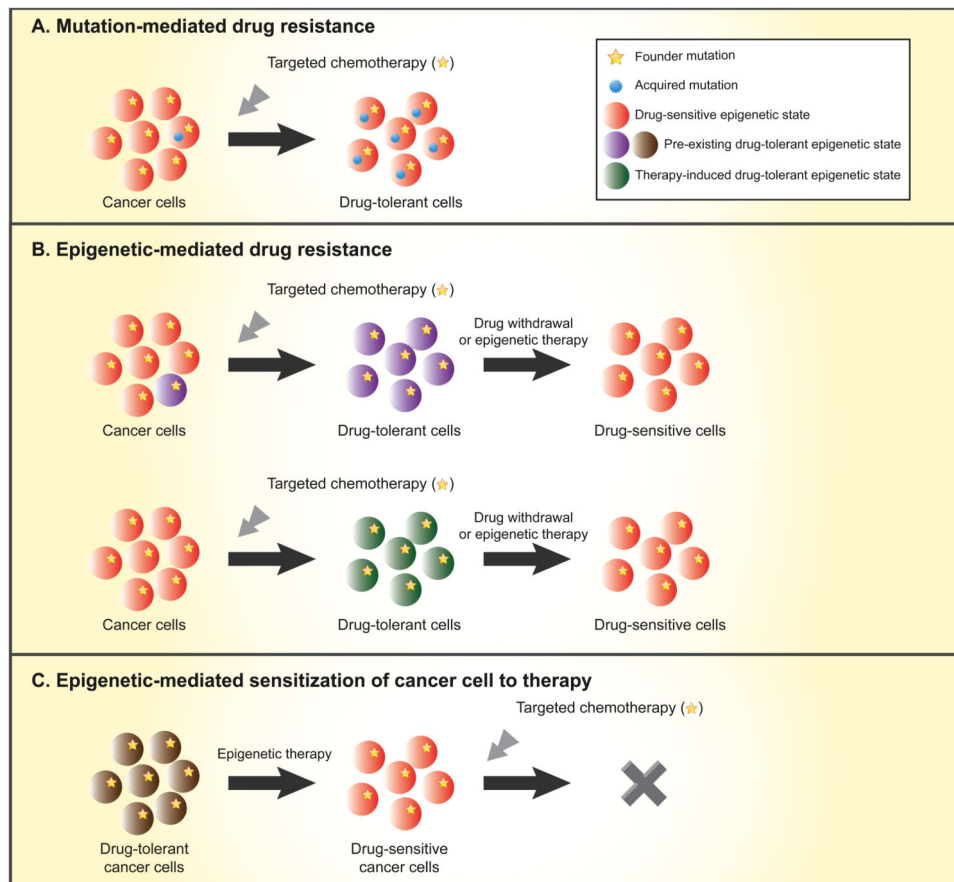 A. Mutation-mediated drug resistance
Targeted chemotherapy (
)
Cancer cells
Drug-tolerant cells
Founder mutation
Acquired mutation
Drug-sensitive epigenetic state
Pre-existing drug-tolerant epigenetic state
Therapy-induced drug-tolerant epigenetic state
B. Epigenetic-mediated drug resistance
Targeted chemotherapy ( )
Drug withdrawal
or epigenetic therapy
Cancer cells
Drug-tolerant cells
Drug-sensitive cells
Targeted chemotherapy ( )
Drug withdrawal
or epigenetic therapy
Cancer cells
Drug-tolerant cells
Drug-sensitive cells
C. Epigenetic-mediated sensitization of cancer cell to therapy
Targeted chemotherapy ( )
Epigenetic therapy
Drug-tolerant
cancer cells
Drug-sensitive
cancer cells